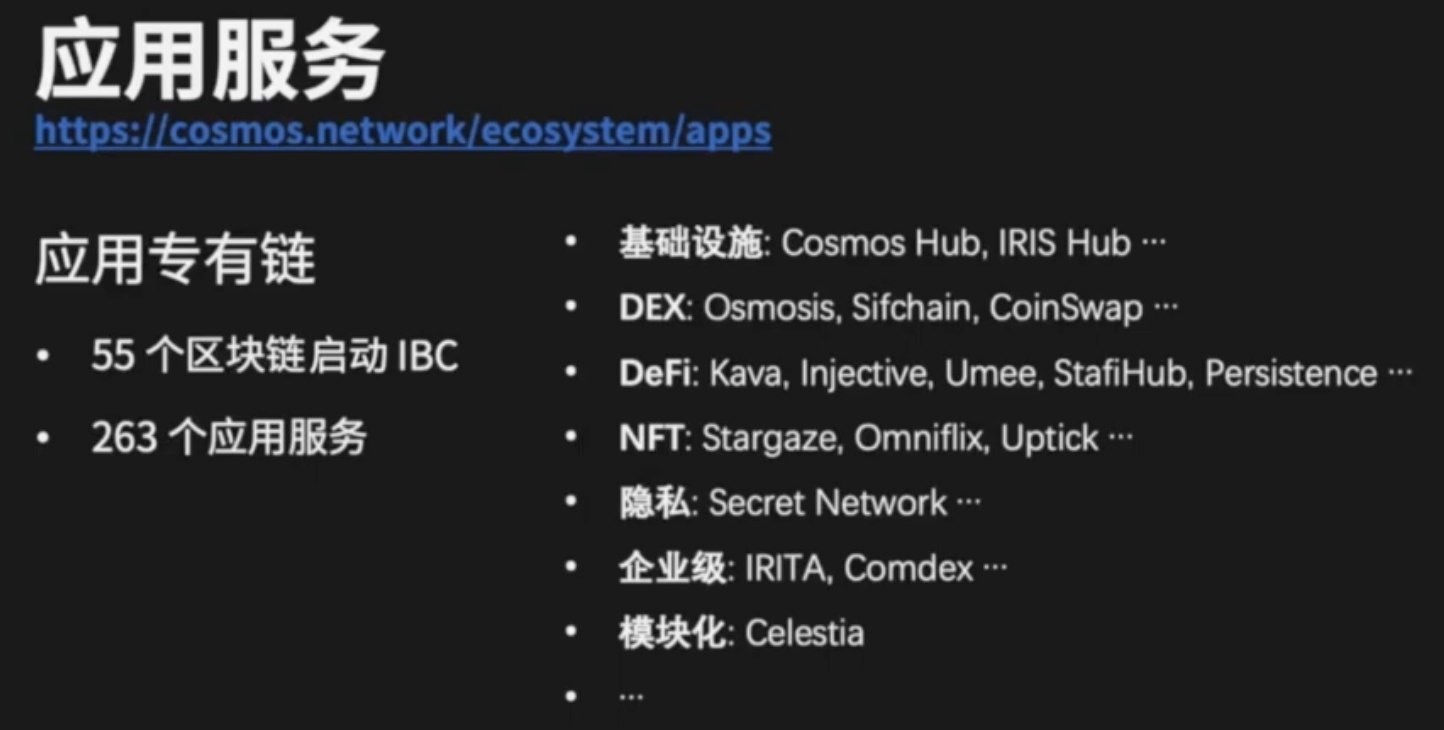 应用服务
https://cosmos.network/ecosystem/apps
应用专有链
• 55 个区块链启动 IBC
• 263 个应用服务
• 基础设施: Cosmos Hub, IRIS Hub ···
• DEX: Osmosis, Sifchain, CoinSwap ···
• DeFi: Kava, Injective, Umee, StafiHub, Persistence ···
• NFT: Stargaze, Omniflix, Uptick ···
• 隐私: Secret Network ···
• 企业级: IRITA, Comdex ···
• 模块化: Celestia
• ···